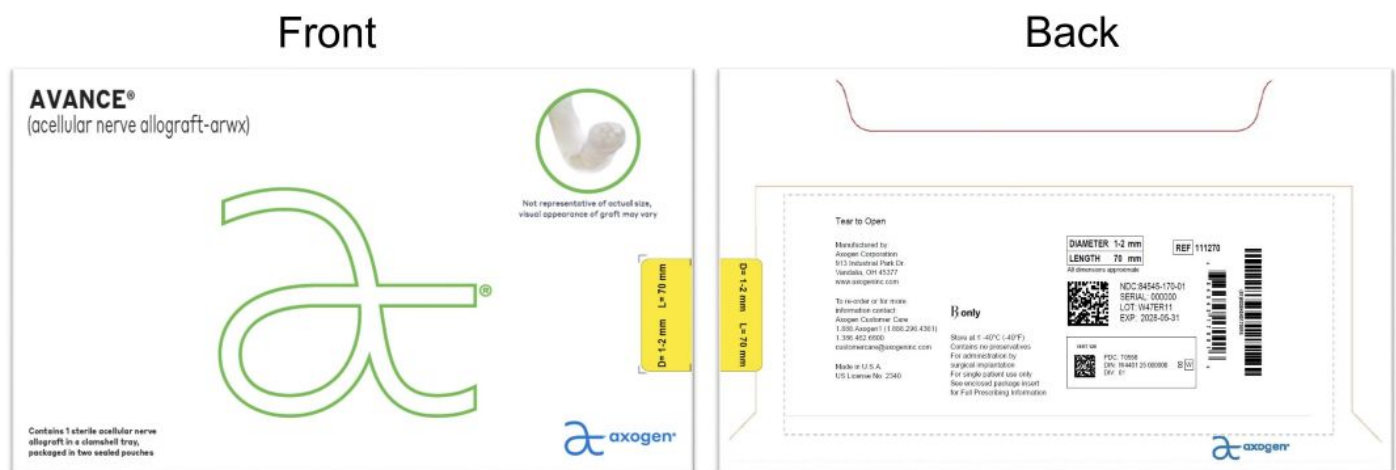 Front
Back
AVANCE®
(acellular nerve allograft-arwx)
Not representative of actual size,
visual appearance of graft may vary
D= 1-2 mm L= 70 mm
®
Contains 1 sterile acellular nerve
allograft in a clamshell tray,
packaged in two sealed pouches
axogen®
D= 1-2 mm L= 70 mm
Tear to Open
Manufactured by
Axogen Corporation
913 Industrial Park Dr.
Vandalia, OH 45377
www.axogeninc.com
To re-order or for more
information contact:
Axogen Customer Care
1.888.Axogen1 (1.888.296.4361)
1.386.462.6800
customercare@axogeninc.com
Made in U.S.A.
US License No. 2340
℞ only
Store at ≤ -40°C (-40°F)
Contains no preservatives
For administration by
surgical implantation
For single patient use only
See enclosed package insert
for Full Prescribing Information
DIAMETER 1-2 mm
LENGTH 70 mm
All dimensions approximate
REF 111270
NDC:84545-170-01
SERIAL: 000000
LOT: W47ER11
EXP: 2028-05-31
PDC: T0556
DIV: 01
axogen®